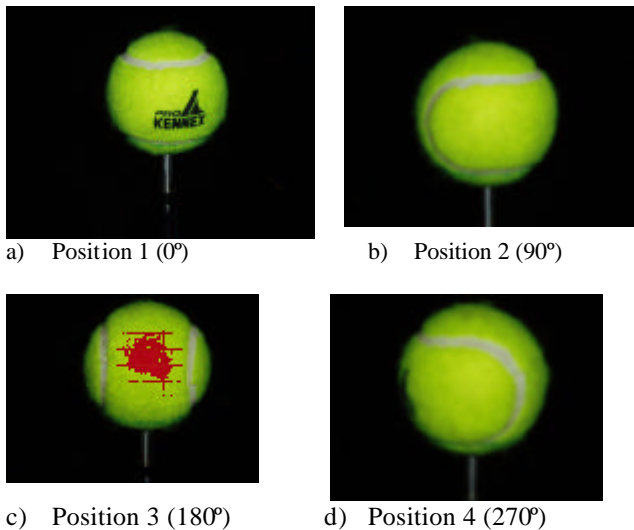 PRO
KENNEX
a) Position 1 (0º)
b) Position 2 (90º)
c) Position 3 (180º)
d) Position 4 (270º)